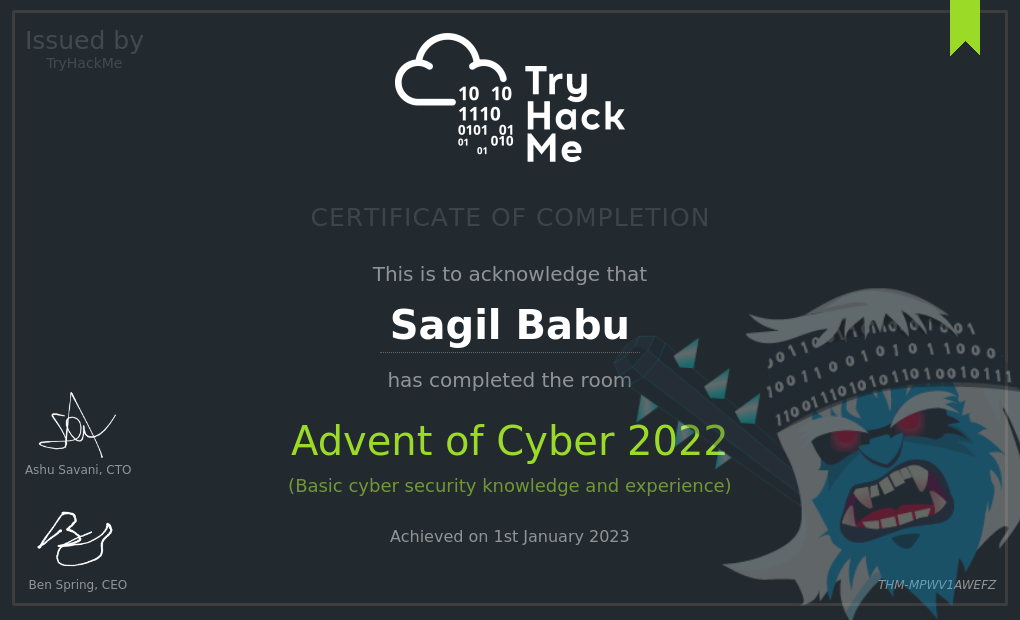 Issued by
TryHackMe
10 10
1110
0101 01
01 010
01
Try
Hack
Me
CERTIFICATE OF COMPLETION
This is to acknowledge that
Sagil Babu
has completed the room
Advent of Cyber 2022
(Basic cyber security knowledge and experience)
Achieved on 1st January 2023
Ashu Savani, CTO
Ben Spring, CEO
THM-MPWV1AWEFZ